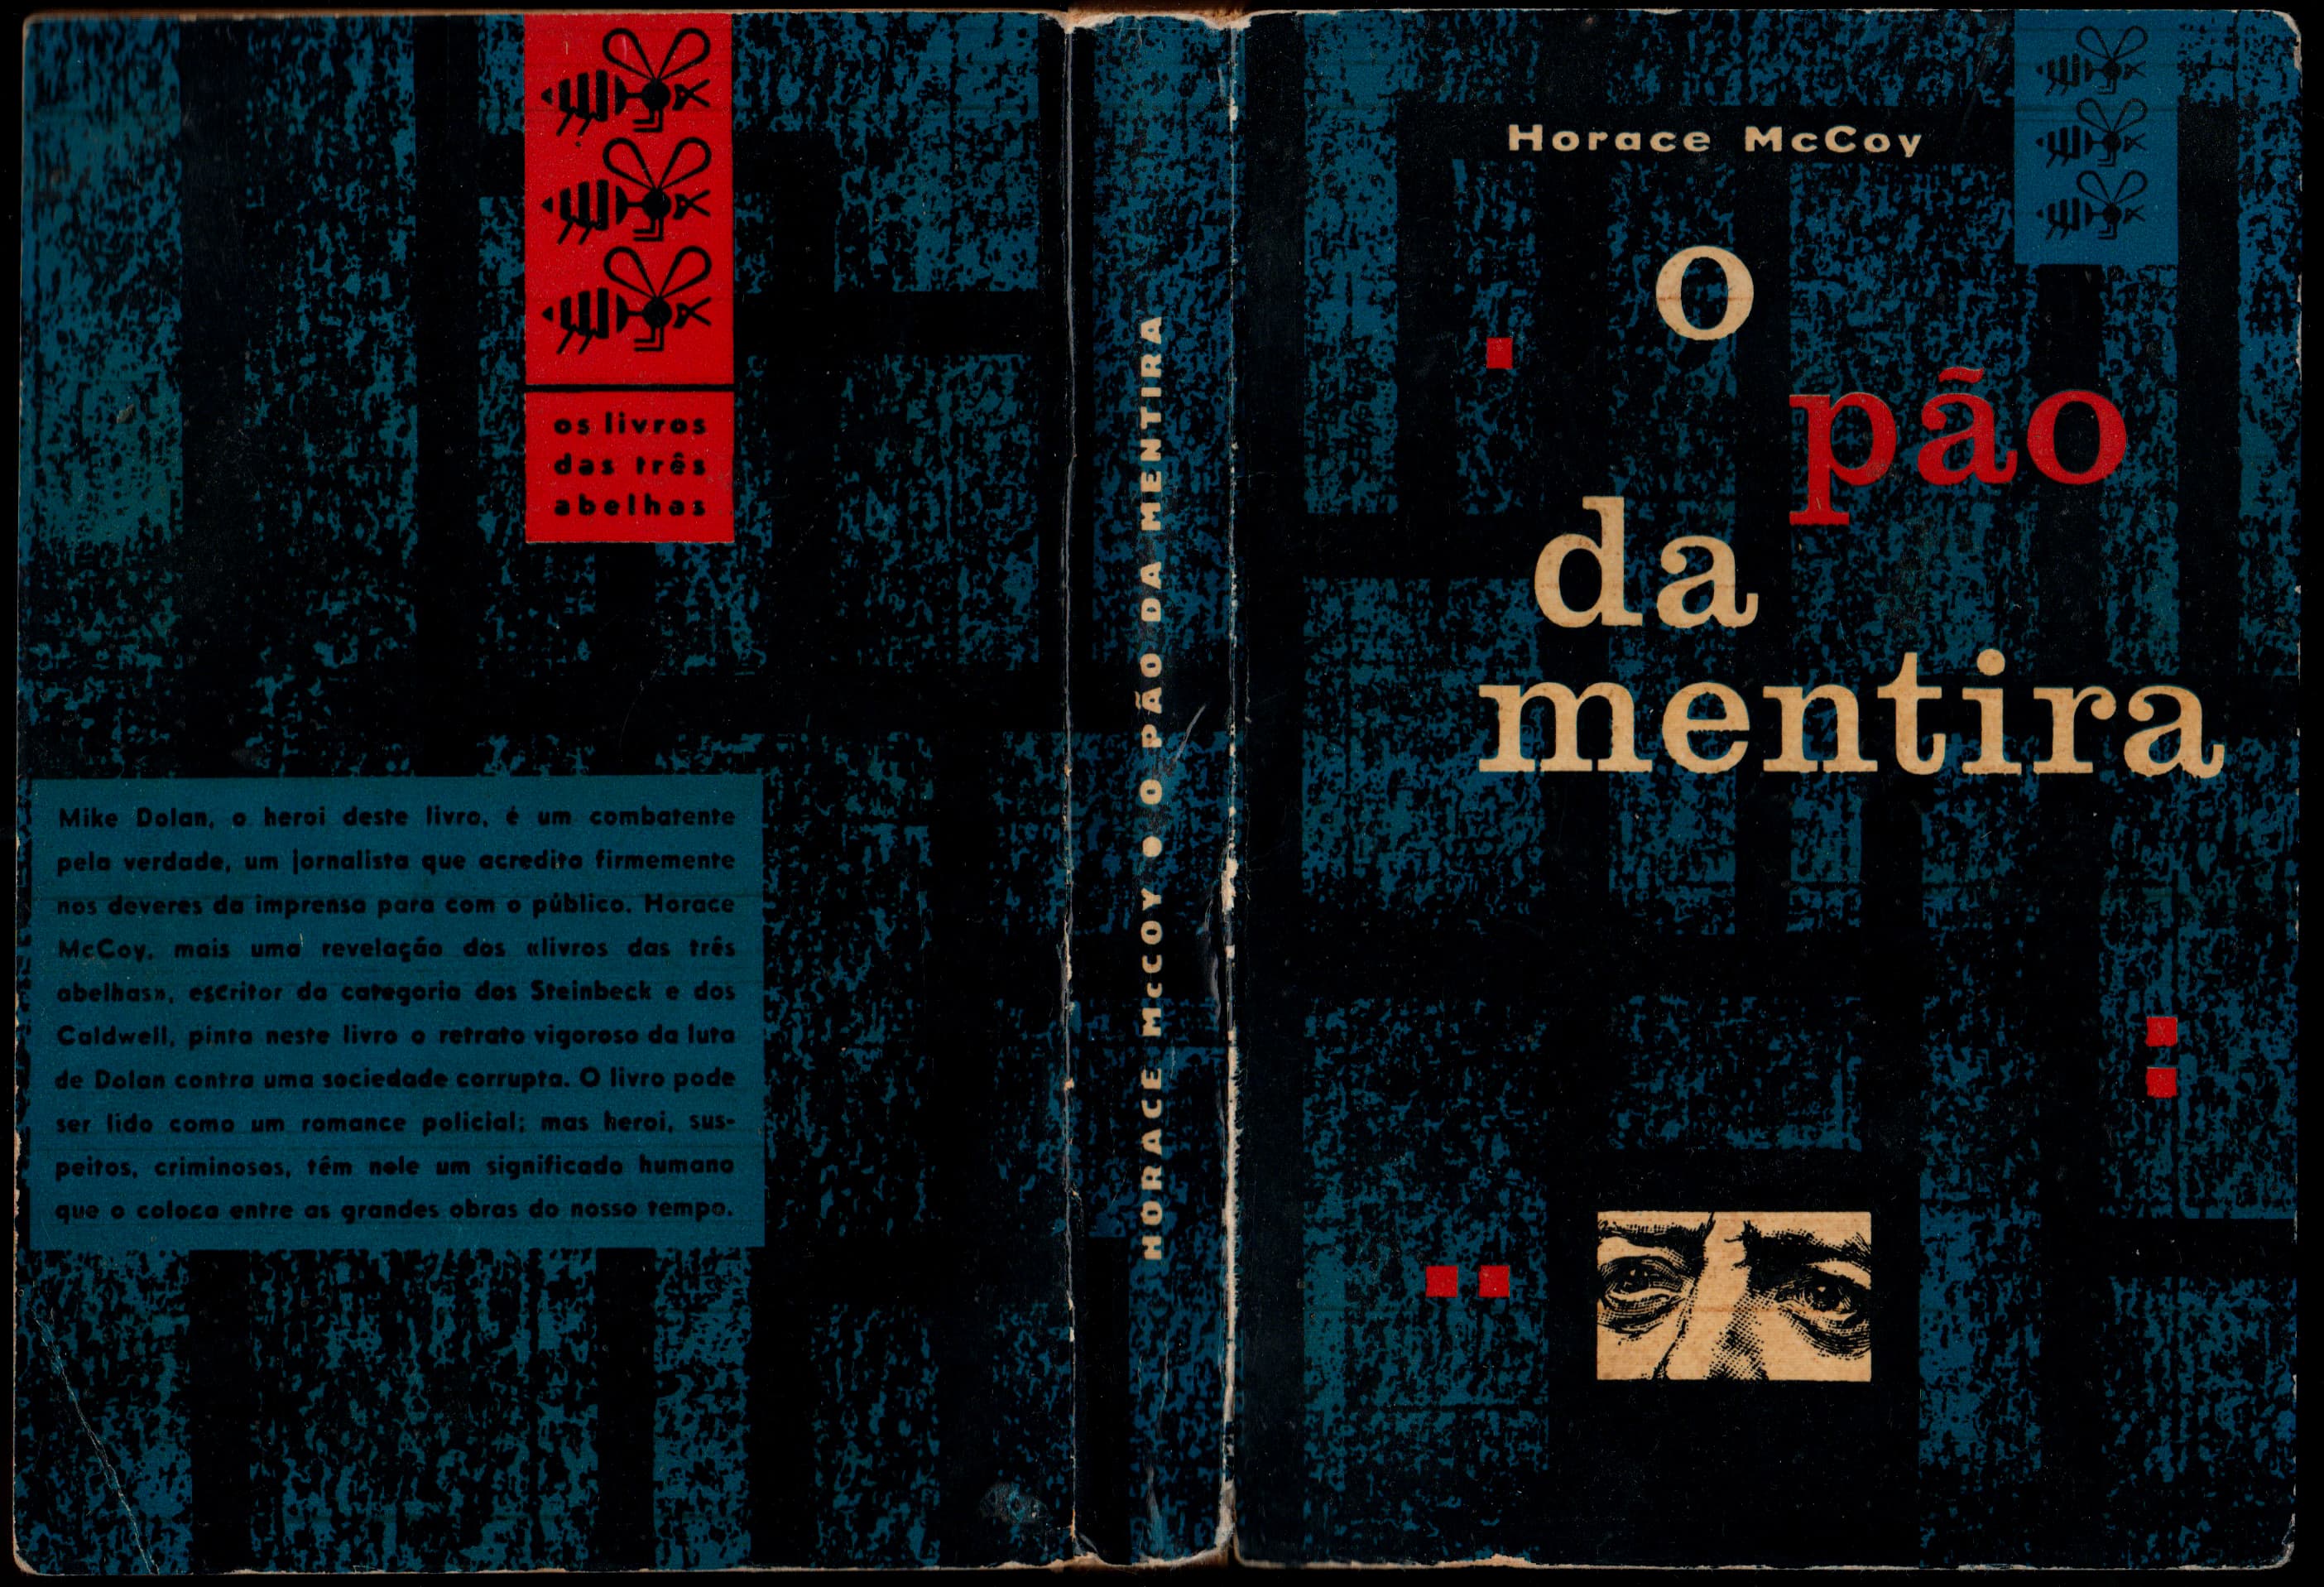 os livros
das três
abelhas
Mike Dolan, o heroi deste livro, é um combatente
pela verdade, um jornalista que acredita firmemente
nos deveres da imprensa para com o público. Horace
McCoy, mais uma revelação dos «livros das três
abelhas», escritor da categoria dos Steinbeck e dos
Caldwell, pinta neste livro o retrato vigoroso da luta
de Dolan contra uma sociedade corrupta. O livro pode
ser lido como um romance policial; mas heroi, sus-
peitos, criminosos, têm nele um significado humano
que o coloca entre as grandes obras do nosso tempo.
HORACE McCOY • O PÃO DA MENTIRA
Horace McCoy
o
pão
da
mentira